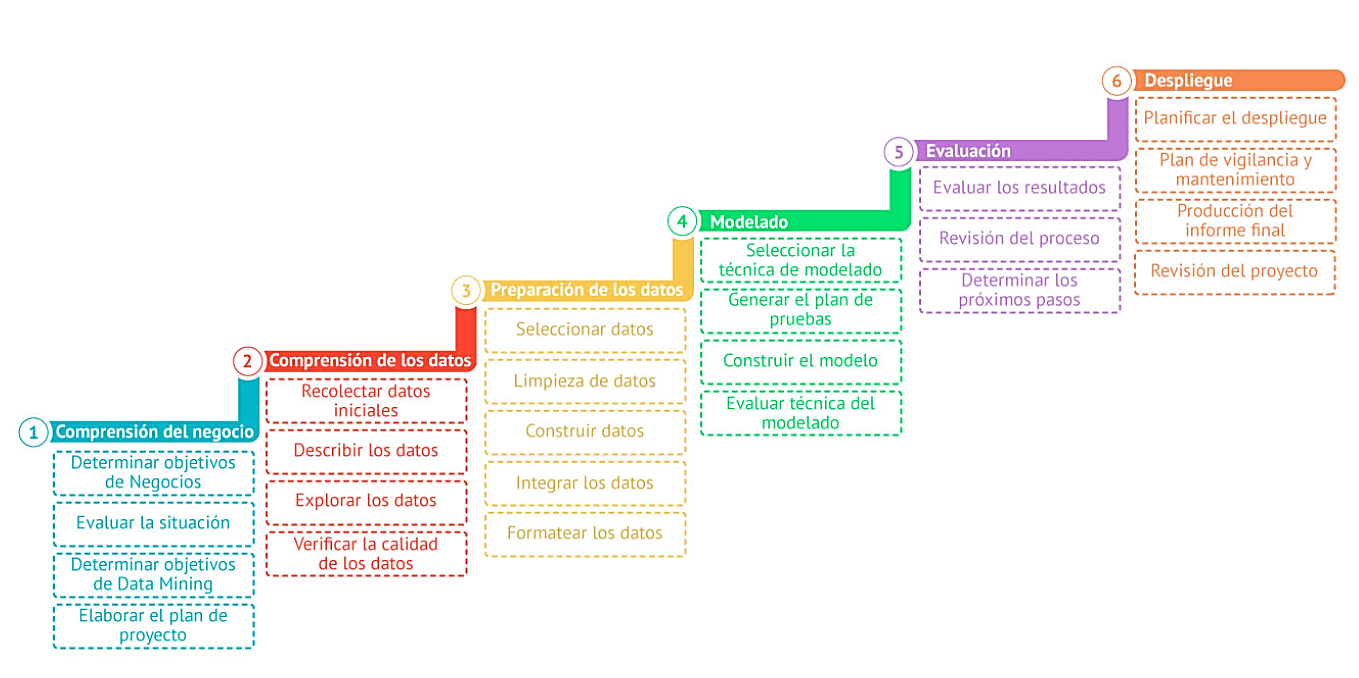 1
Comprensión del negocio
Determinar objetivos
de Negocios
Evaluar la situación
Determinar objetivos
de Data Mining
Elaborar el plan de
proyecto
2
Comprensión de los datos
Recolectar datos
iniciales
Describir los datos
Explorar los datos
Verificar la calidad
de los datos
3
Preparación de los datos
Seleccionar datos
Limpieza de datos
Construir datos
Integrar los datos
Formatear los datos
4
Modelado
Seleccionar la
técnica de modelado
Generar el plan de
pruebas
Construir el modelo
Evaluar técnica del
modelado
5
Evaluación
Evaluar los resultados
Revisión del proceso
Determinar los
próximos pasos
6
Despliegue
Planificar el despliegue
Plan de vigilancia y
mantenimiento
Producción del
informe final
Revisión del proyecto